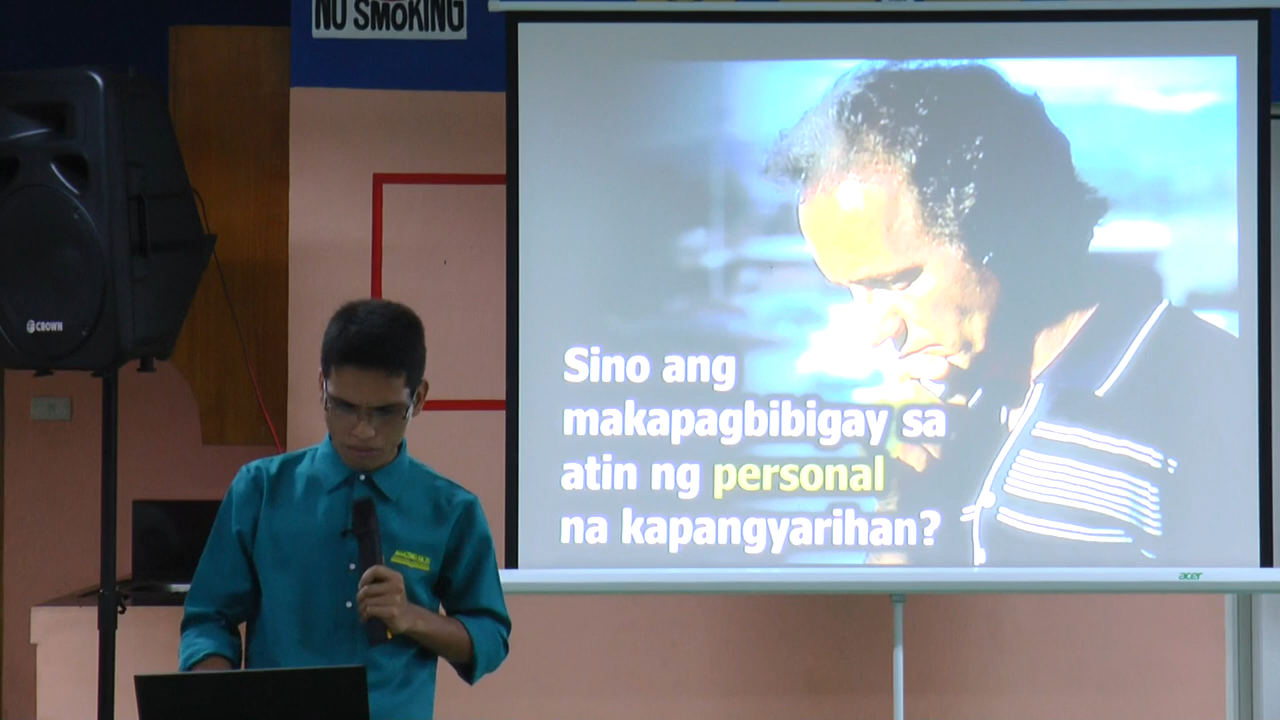 NO SMOKING
CROWN
Sino ang
makapagbibigay sa
atin ng personal
na kapangyarihan?
acer